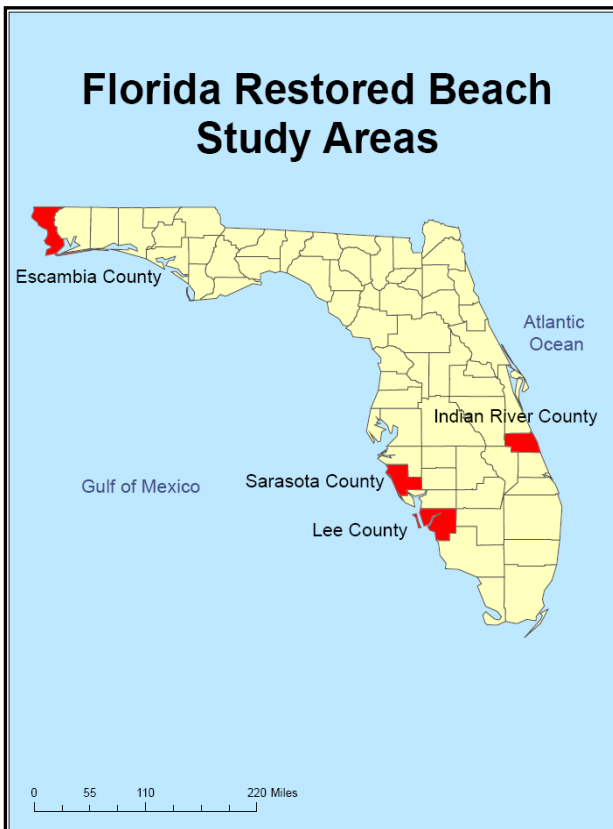 Florida Restored Beach
Study Areas
Escambia County
Atlantic
Ocean
Indian River County
Gulf of Mexico
Sarasota County
Lee County
0 55 110 220 Miles